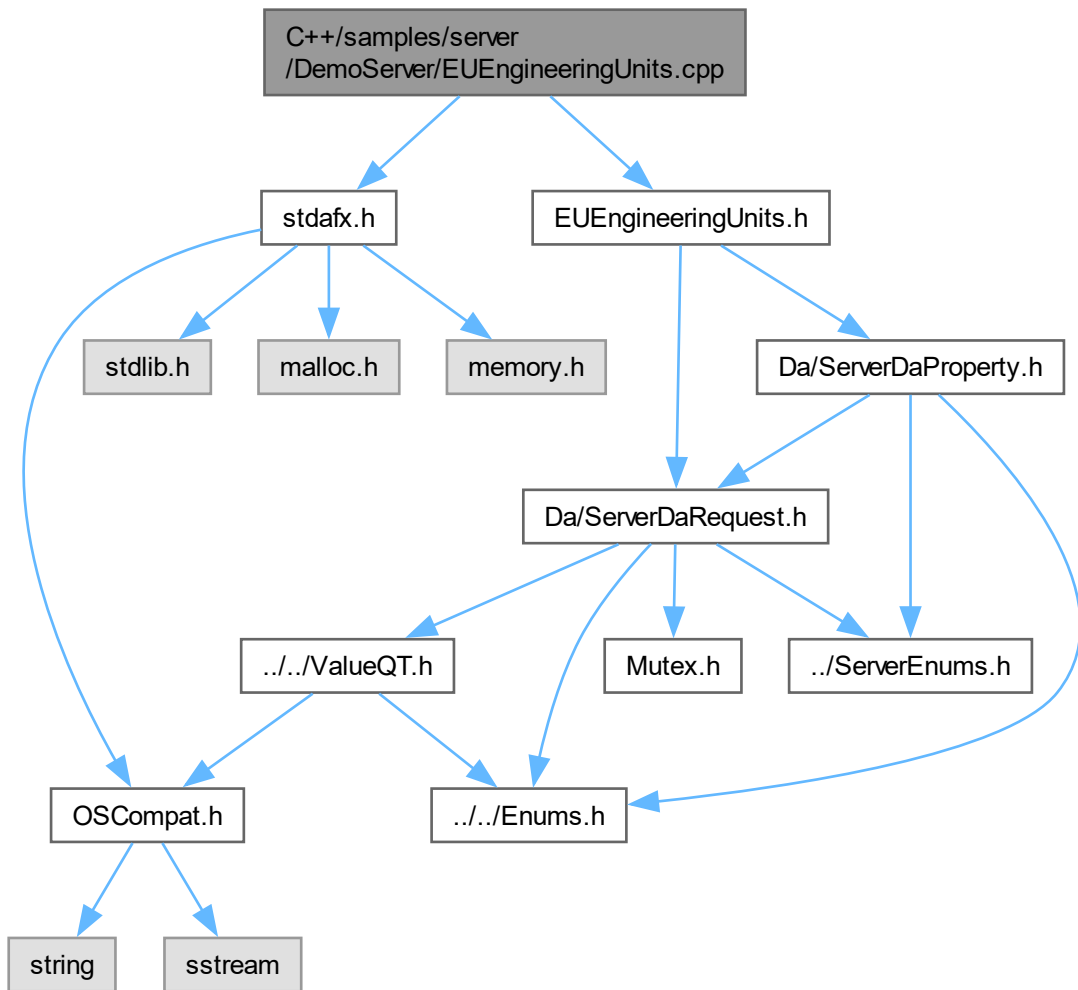 C++/samples/server
/DemoServer/EUEngineeringUnits.cpp
stdafx.h
EUEngineeringUnits.h
stdlib.h
malloc.h
memory.h
Da/ServerDaProperty.h
Da/ServerDaRequest.h
../../ValueQT.h
Mutex.h
../ServerEnums.h
OSCompat.h
../../Enums.h
string
sstream